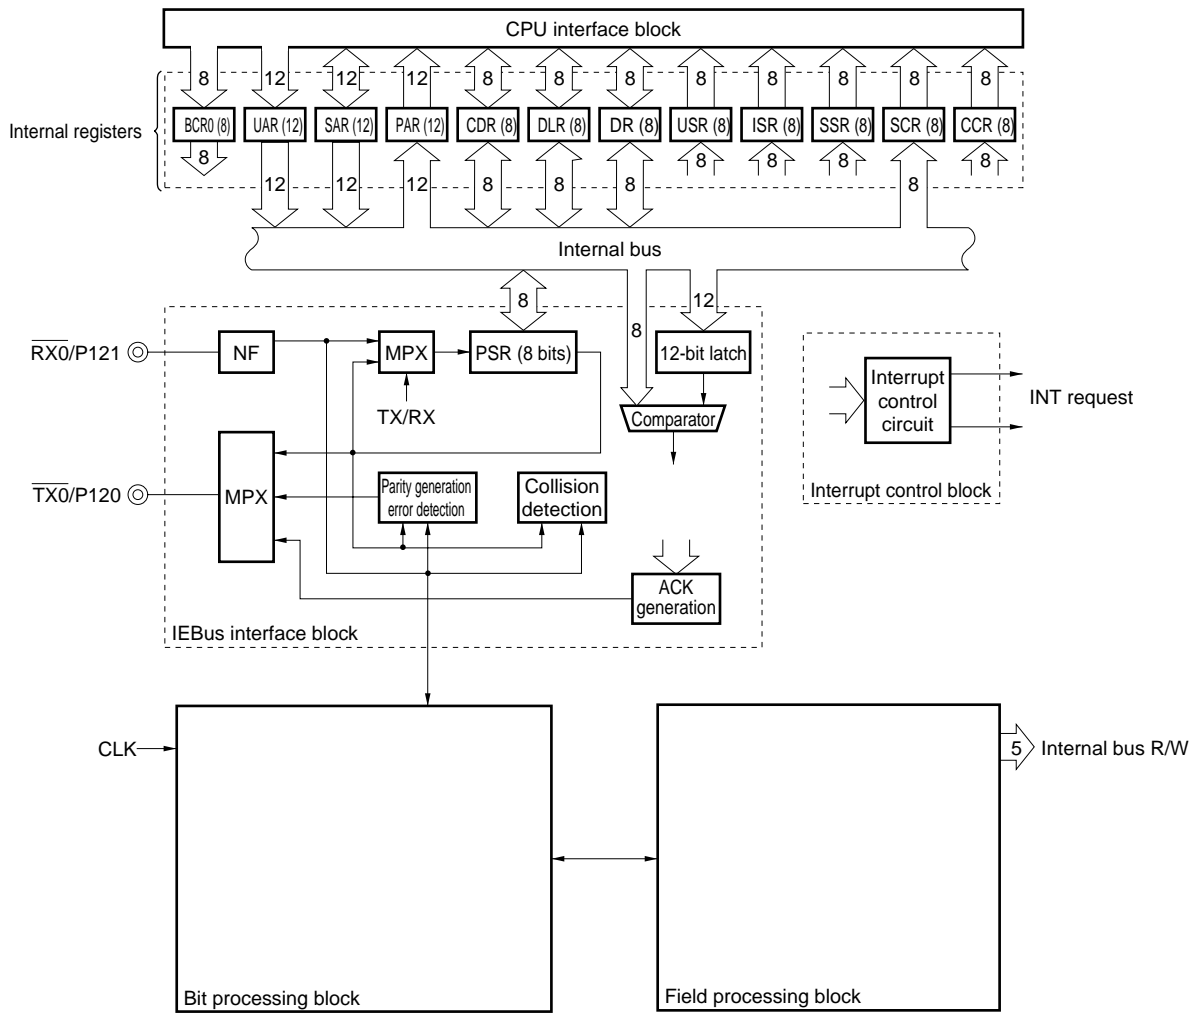 CPU interface block
8 12 12 12 8 8 8 8 8 8 8 8
Internal registers
BCR0 (8) UAR (12) SAR (12) PAR (12) CDR (8) DLR (8) DR (8) USR (8) ISR (8) SSR (8) SCR (8) CCR (8)
8 8 8 8 8
12 12 12 8 8 8 8
Internal bus
8 12
8
RX0/P121
NF
MPX
PSR (8 bits)
12-bit latch
TX/RX
Comparator
Interrupt
control
circuit
INT request
Interrupt control block
TX0/P120
MPX
Parity generation
error detection
Collision
detection
ACK
generation
IEBus interface block
CLK
5
Internal bus R/W
Bit processing block
Field processing block